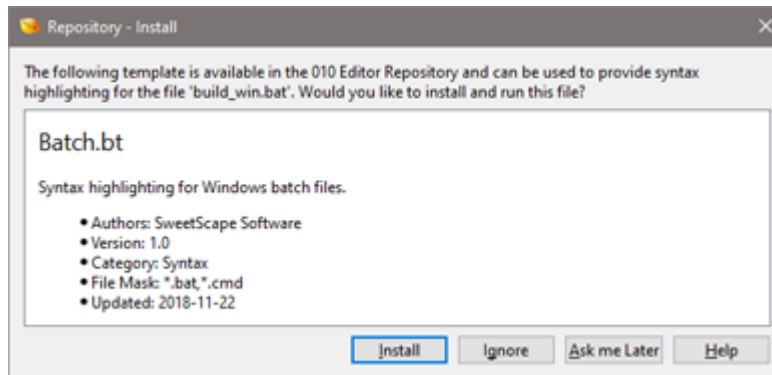 Repository - Install
The following template is available in the 010 Editor Repository and can be used to provide syntax
highlighting for the file 'build_win.bat'. Would you like to install and run this file?
Batch.bt
Syntax highlighting for Windows batch files.
• Authors: SweetScape Software
• Version: 1.0
• Category: Syntax
• File Mask: *.bat,*.cmd
• Updated: 2018-11-22
Install Ignore Ask me Later Help